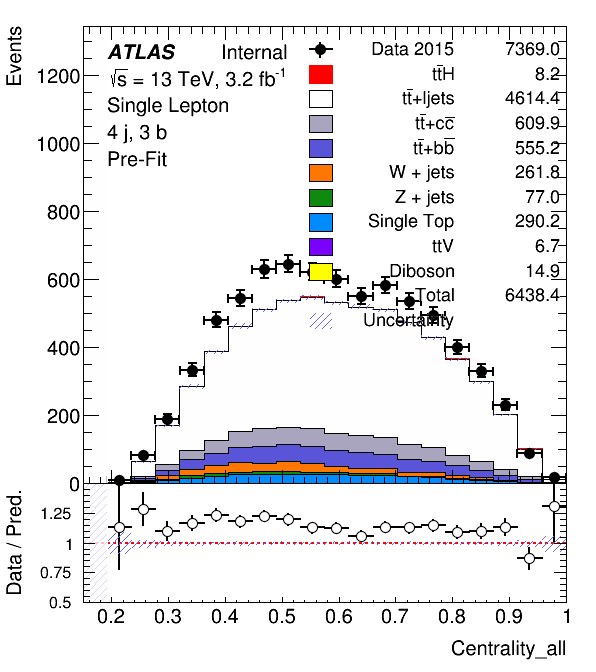 Events
ATLAS Internal
√s = 13 TeV, 3.2 fb⁻¹
Single Lepton
4 j, 3 b
Pre-Fit
Data 2015 7369.0
tt̄H 8.2
tt̄+ljets 4614.4
tt̄+cc̄ 609.9
tt̄+bb̄ 555.2
W + jets 261.8
Z + jets 77.0
Single Top 290.2
ttV 6.7
Diboson 14.9
Total 6438.4
Uncertainty
1200
1000
800
600
400
200
0
Data / Pred.
1.25
1
0.75
0.5
0.2 0.3 0.4 0.5 0.6 0.7 0.8 0.9 1
Centrality_all